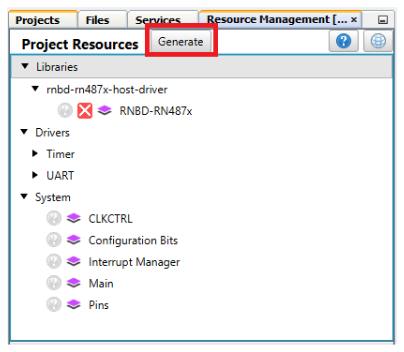 Projects Files Services Resource Management [... ×
Project Resources Generate
Libraries
rnbd-rn487x-host-driver
RNBD-RN487x
Drivers
Timer
UART
System
CLKCTRL
Configuration Bits
Interrupt Manager
Main
Pins